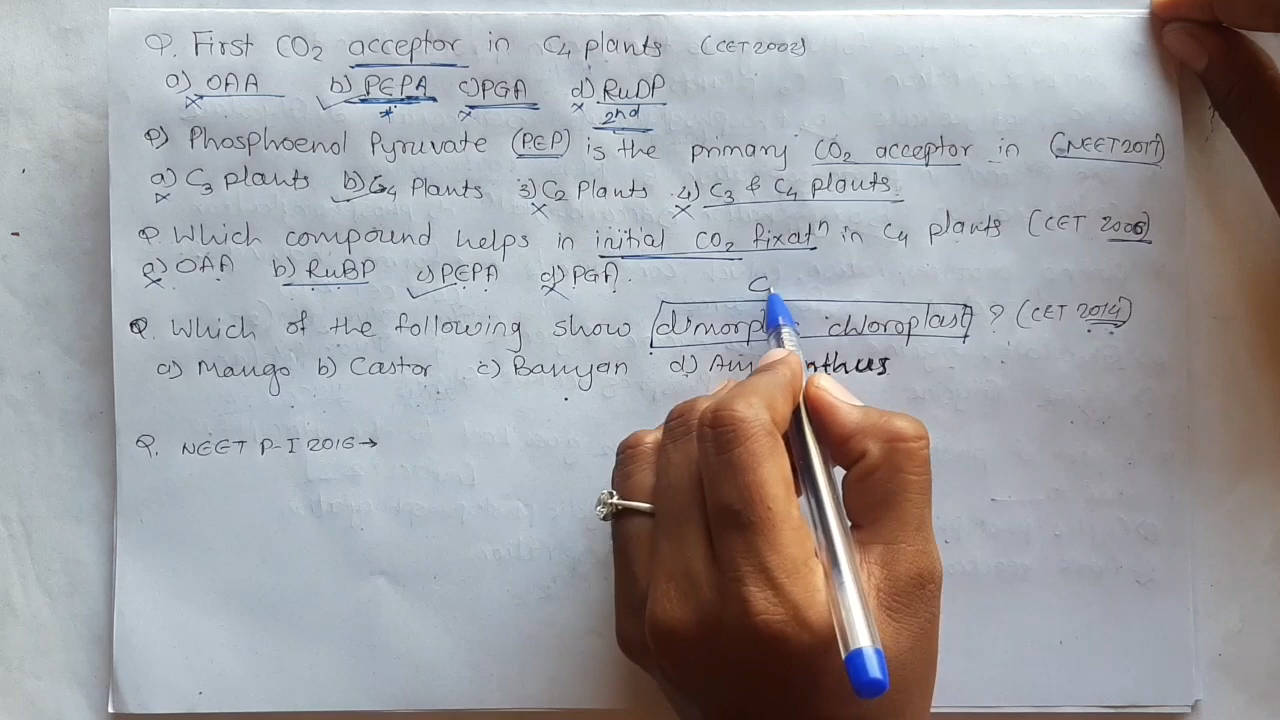 Q. First CO2 acceptor in C4 plants (CET 2002)
a) OAA b) PEPA c) PGA d) RuDP
2nd
Q) Phosphoenol Pyruvate (PEP) is the primary CO2 acceptor in (NEET 2017)
a) C3 plants b) C4 Plants 3) C2 Plants 4) C3 & C4 plants.
Q. Which compound helps in initial CO2 fixatn in C4 plants (CET 2006)
a) OAA b) RuBP c) PEPA d) PGA.
C
Q. Which of the following show chloroplast ? (CET 2014)
a) Mango b) Castor c) Banyan d)
Q. NEET P-I 2016→